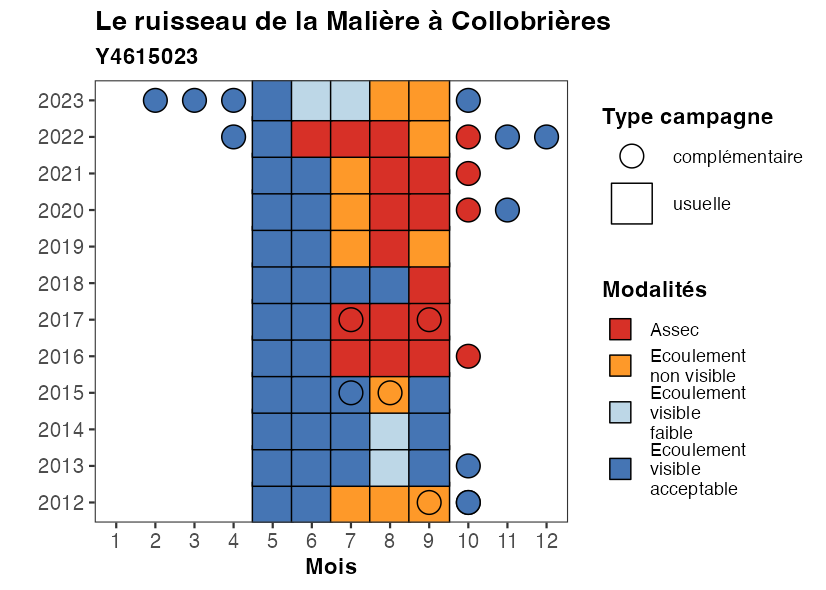 Le ruisseau de la Malière à Collobrières
Y4615023
2023
2022
2021
2020
2019
2018
2017
2016
2015
2014
2013
2012
1 2 3 4 5 6 7 8 9 10 11 12
Mois
Type campagne
complémentaire
usuelle
Modalités
Assec
Ecoulement
non visible
Ecoulement
visible
faible
Ecoulement
visible
acceptable